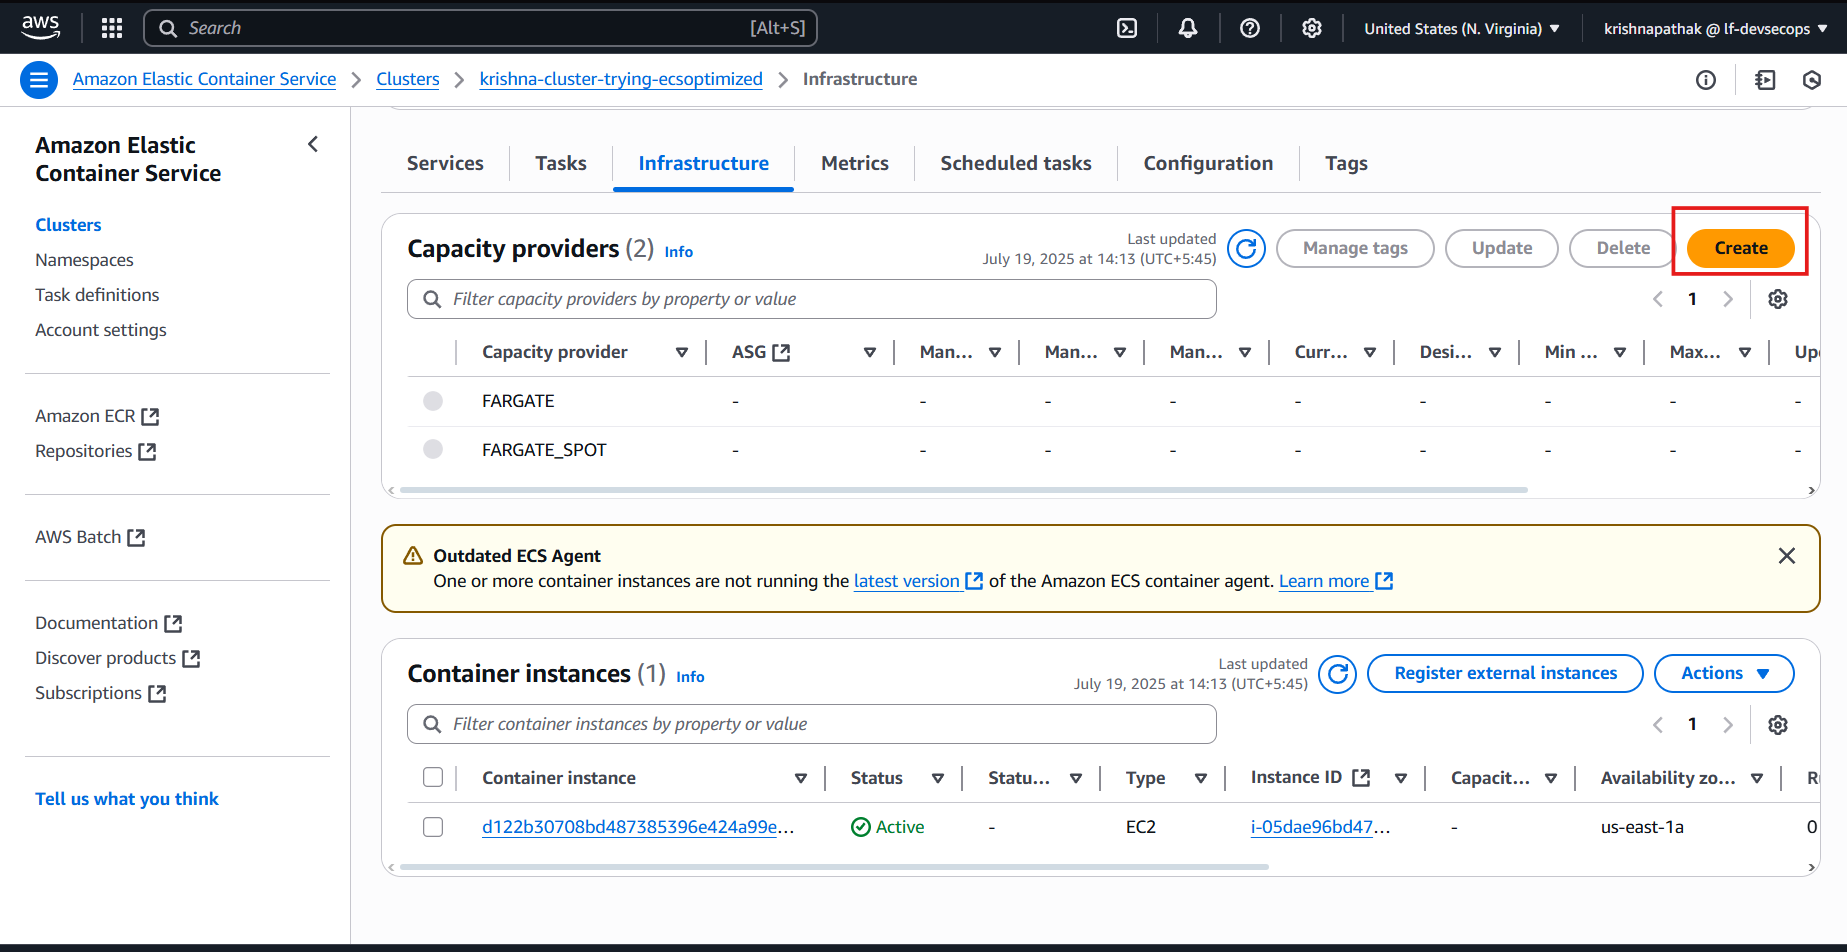 aws
Search [Alt+S]
United States (N. Virginia)
krishnapathak @ lf-devsecops
Amazon Elastic Container Service
Clusters
krishna-cluster-trying-ecsoptimized
Infrastructure
Amazon Elastic
Container Service
Clusters
Namespaces
Task definitions
Account settings
Amazon ECR
Repositories
AWS Batch
Documentation
Discover products
Subscriptions
Tell us what you think
Services Tasks Infrastructure Metrics Scheduled tasks Configuration Tags
Capacity providers (2) Info
Last updated
July 19, 2025 at 14:13 (UTC+5:45)
Manage tags Update Delete Create
Filter capacity providers by property or value
1
Capacity provider ASG Man... Man... Man... Curr... Desi... Min ... Max... Up
FARGATE - - - - - - - - -
FARGATE_SPOT - - - - - - - - -
Outdated ECS Agent
One or more container instances are not running the latest version of the Amazon ECS container agent. Learn more
Container instances (1) Info
Last updated
July 19, 2025 at 14:13 (UTC+5:45)
Register external instances Actions
Filter container instances by property or value
1
Container instance Status Statu... Type Instance ID Capacit... Availability zo... R
d122b30708bd487385396e424a99e... Active - EC2 i-05dae96bd47... - us-east-1a 0